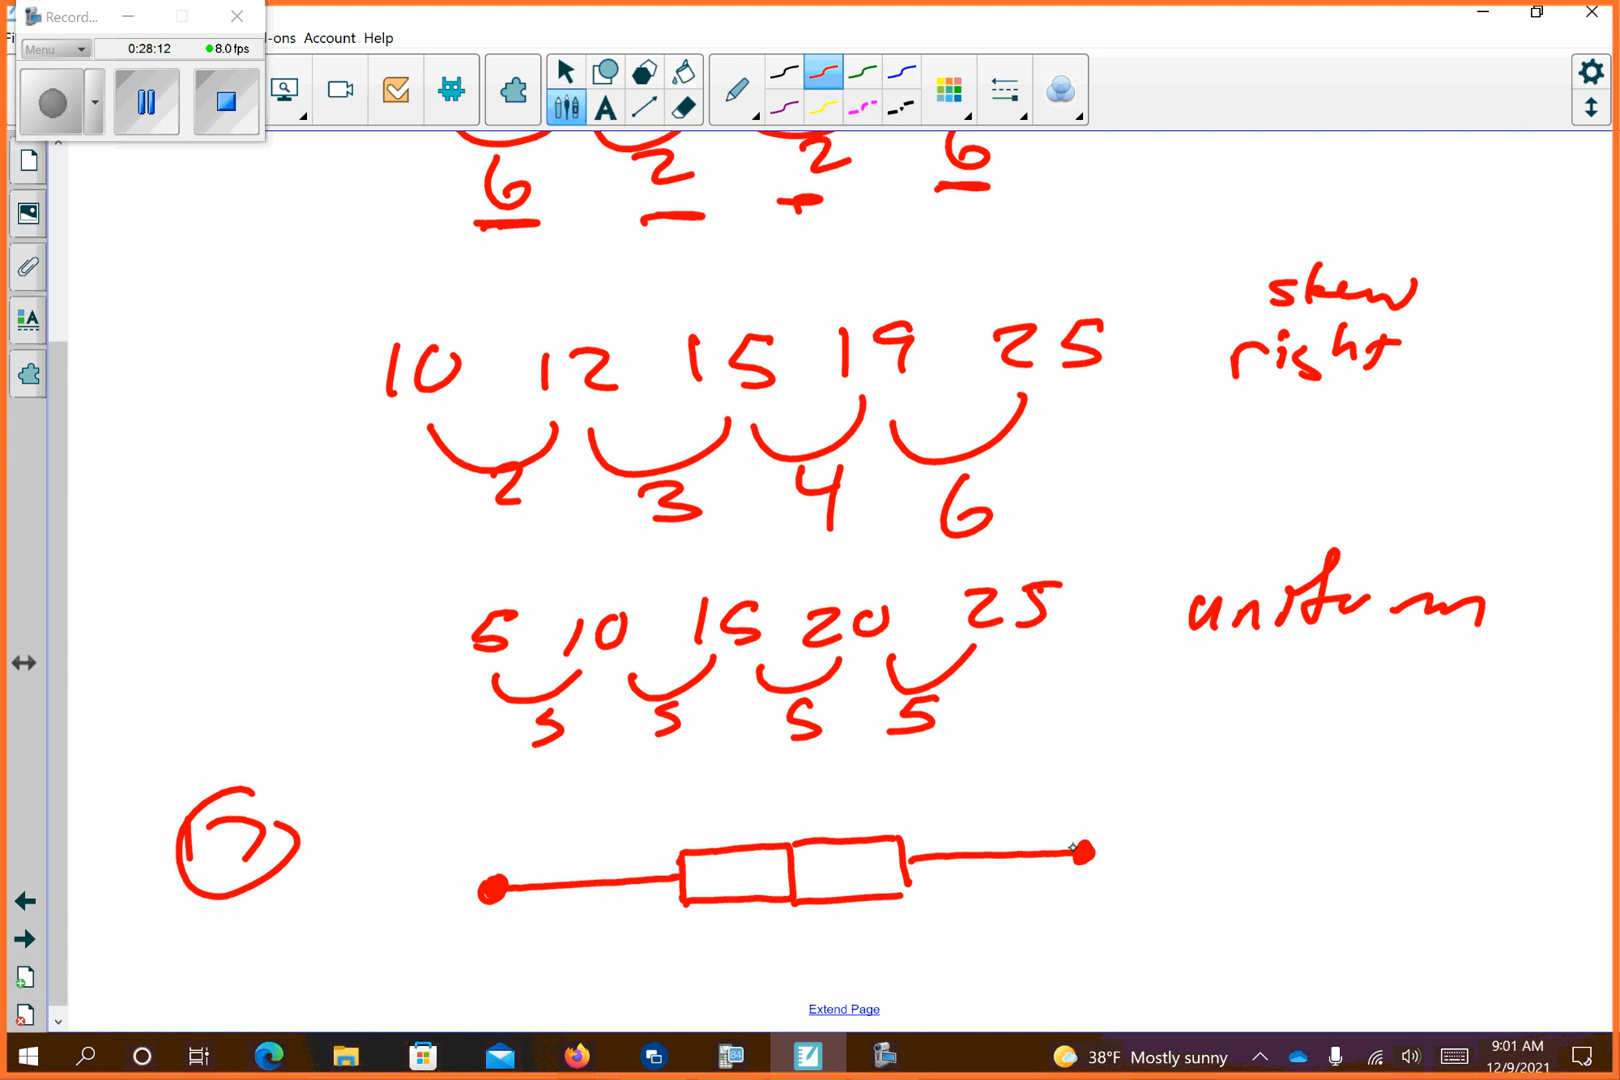 Record...
Menu
0:28:12
8.0 fps
-ons Account Help
6 2 2 6
skew
right
10 12 15 19 25
2 3 4 6
5 10 15 20 25
uniform
5 5 5 5
17
Extend Page
84
38°F Mostly sunny
9:01 AM
12/9/2021